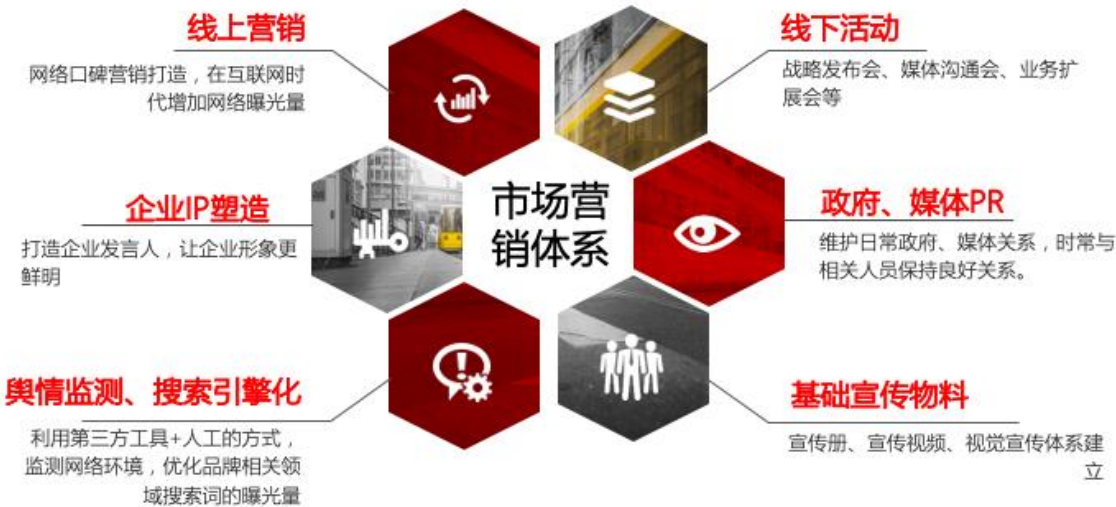 线上营销
网络口碑营销打造，在互联网时
代增加网络曝光量
线下活动
战略发布会、媒体沟通会、业务扩
展会等
企业IP塑造
打造企业发言人，让企业形象更
鲜明
市场营
销体系
政府、媒体PR
维护日常政府、媒体关系，时常与
相关人员保持良好关系。
舆情监测、搜索引擎化
利用第三方工具+人工的方式，
监测网络环境，优化品牌相关领
域搜索词的曝光量
基础宣传物料
宣传册、宣传视频、视觉宣传体系建
立